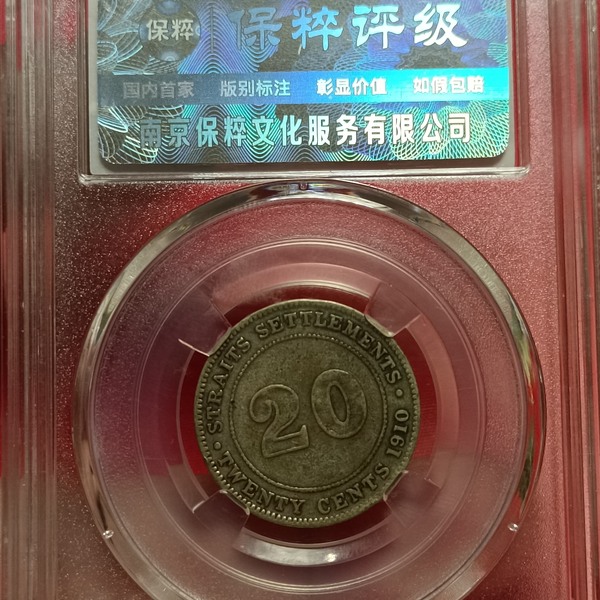 保粹 保粹评级
国内首家 版别标注 彰显价值 如假包赔
南京保粹文化服务有限公司
STRAITS SETTLEMENTS
20
TWENTY CENTS 1910